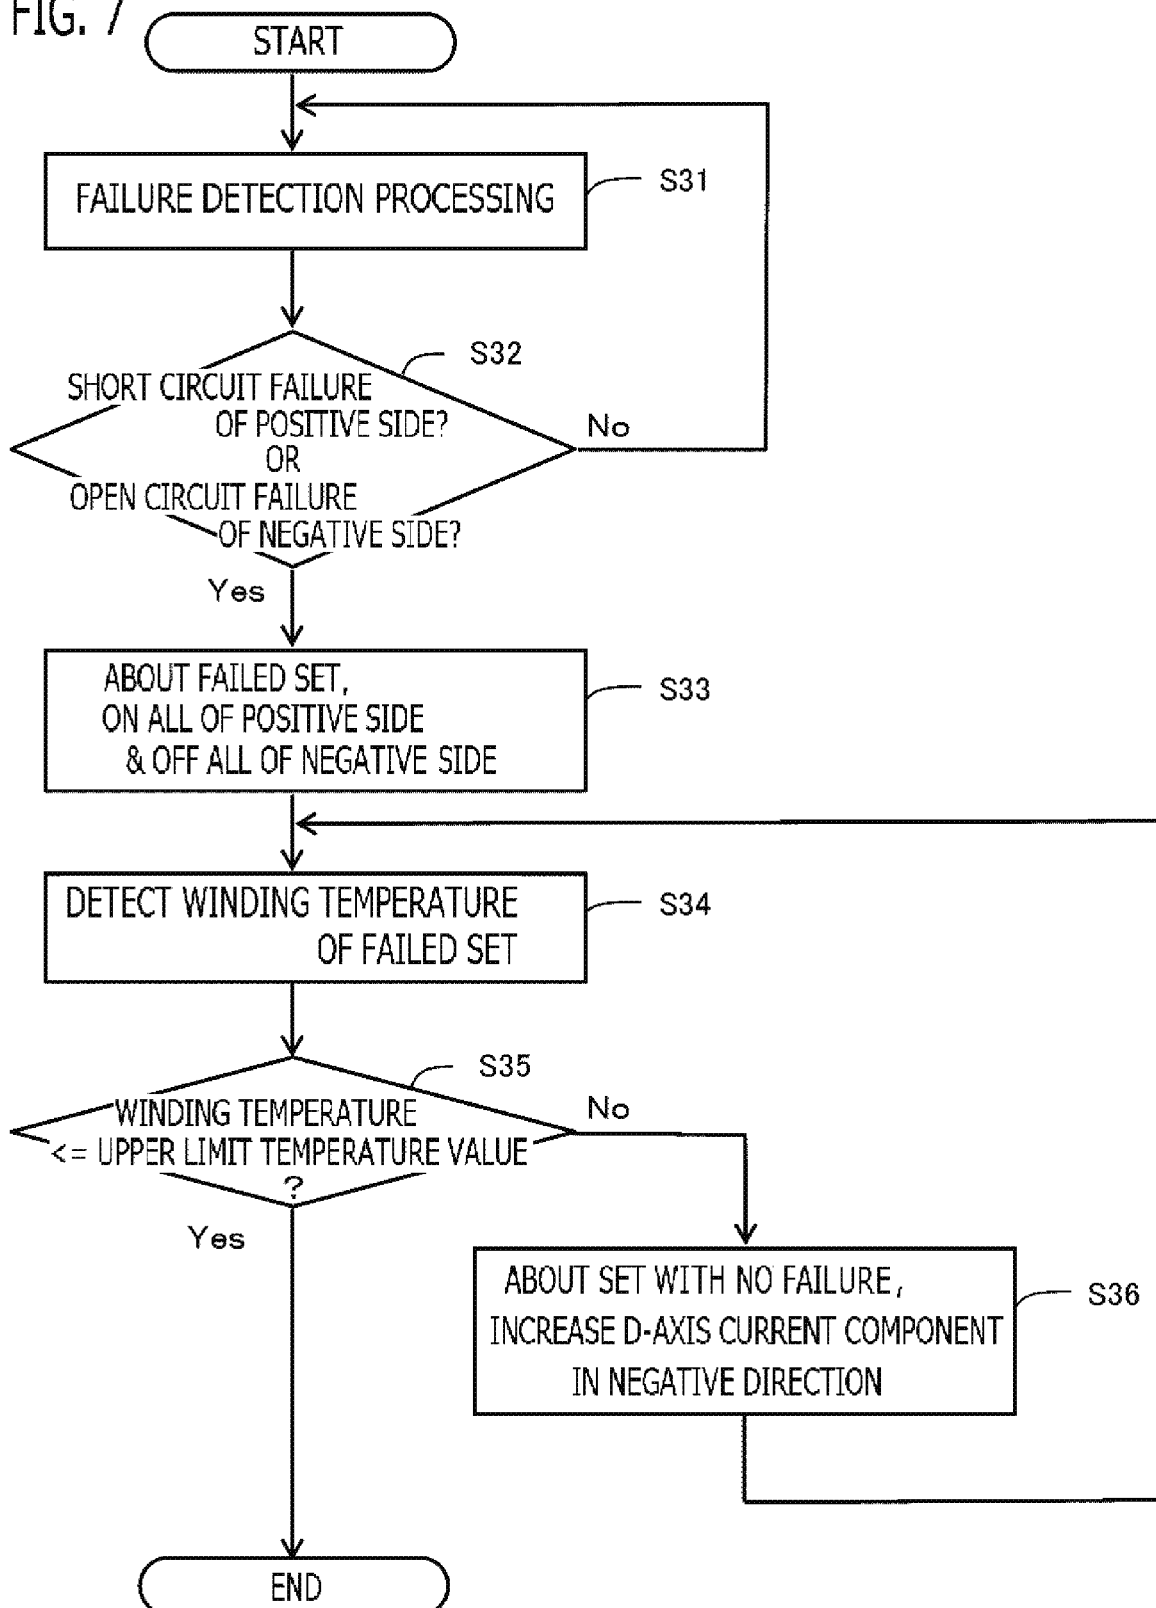 FIG. 7
START
FAILURE DETECTION PROCESSING
S31
S32
SHORT CIRCUIT FAILURE
OF POSITIVE SIDE?
OR
OPEN CIRCUIT FAILURE
OF NEGATIVE SIDE?
No
Yes
ABOUT FAILED SET,
ON ALL OF POSITIVE SIDE
& OFF ALL OF NEGATIVE SIDE
S33
DETECT WINDING TEMPERATURE
OF FAILED SET
S34
S35
WINDING TEMPERATURE
<= UPPER LIMIT TEMPERATURE VALUE
?
No
Yes
ABOUT SET WITH NO FAILURE,
INCREASE D-AXIS CURRENT COMPONENT
IN NEGATIVE DIRECTION
S36
END